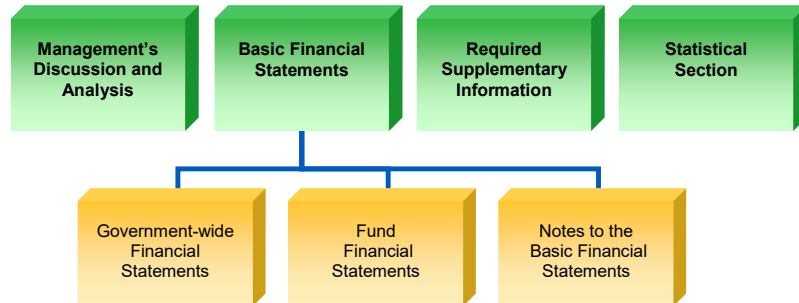 Management’s
Discussion and
Analysis
Basic Financial
Statements
Required
Supplementary
Information
Statistical
Section
Government-wide
Financial
Statements
Fund
Financial
Statements
Notes to the
Basic Financial
Statements